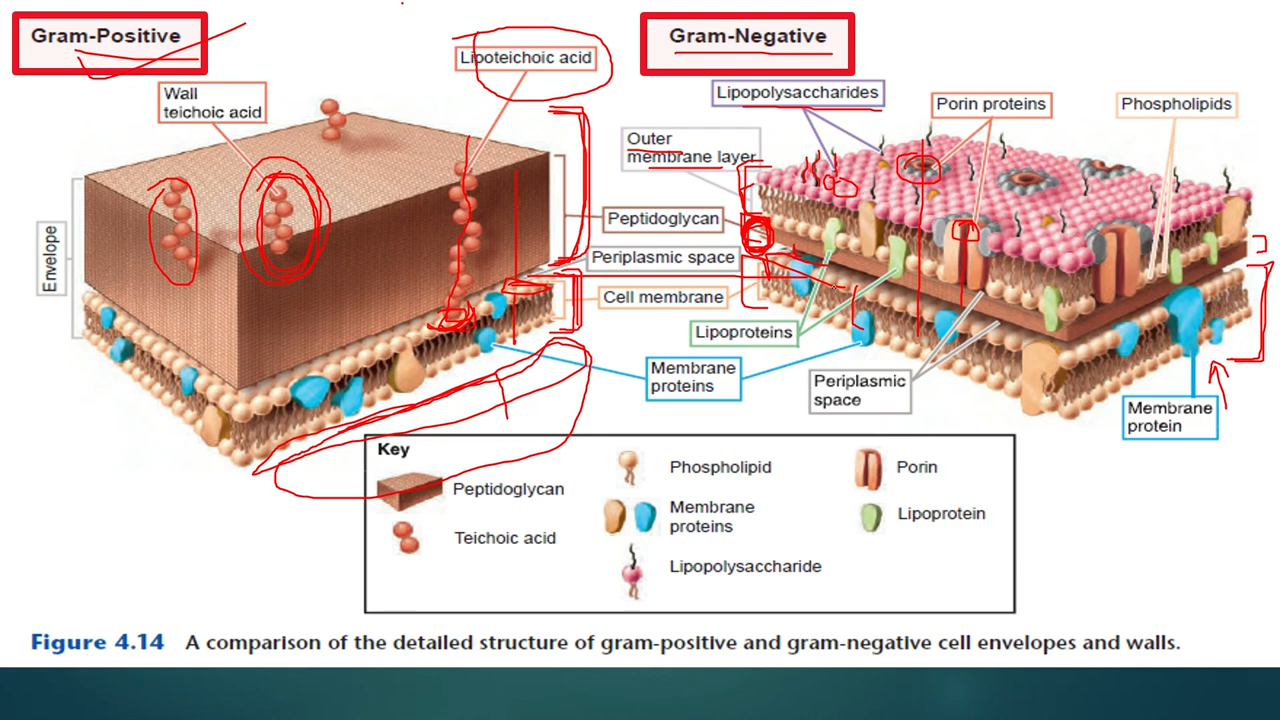 Gram-Positive
Gram-Negative
Lipoteichoic acid
Wall
teichoic acid
Lipopolysaccharides
Porin proteins
Phospholipids
Outer
membrane layer
Envelope
Peptidoglycan
Periplasmic space
Cell membrane
Lipoproteins
Membrane
proteins
Periplasmic
space
Membrane
protein
Key
Peptidoglycan
Teichoic acid
Phospholipid
Membrane
proteins
Lipopolysaccharide
Porin
Lipoprotein
Figure 4.14 A comparison of the detailed structure of gram-positive and gram-negative cell envelopes and walls.